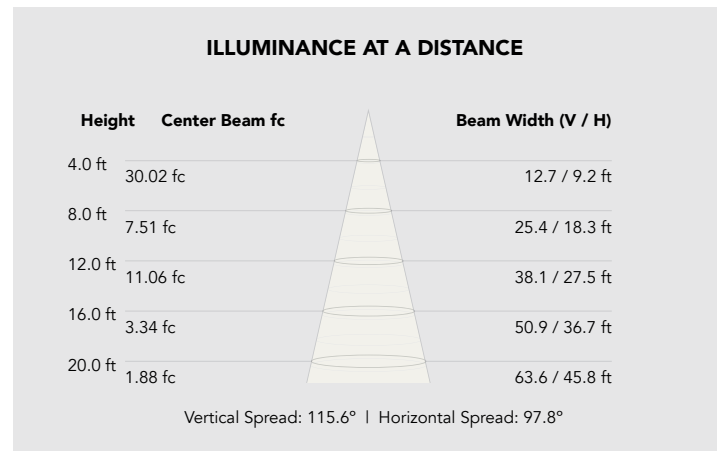 ILLUMINANCE AT A DISTANCE
Height Center Beam fc Beam Width (V / H)
4.0 ft
30.02 fc 12.7 / 9.2 ft
8.0 ft
7.51 fc 25.4 / 18.3 ft
12.0 ft
11.06 fc 38.1 / 27.5 ft
16.0 ft
3.34 fc 50.9 / 36.7 ft
20.0 ft
1.88 fc 63.6 / 45.8 ft
Vertical Spread: 115.6º | Horizontal Spread: 97.8º